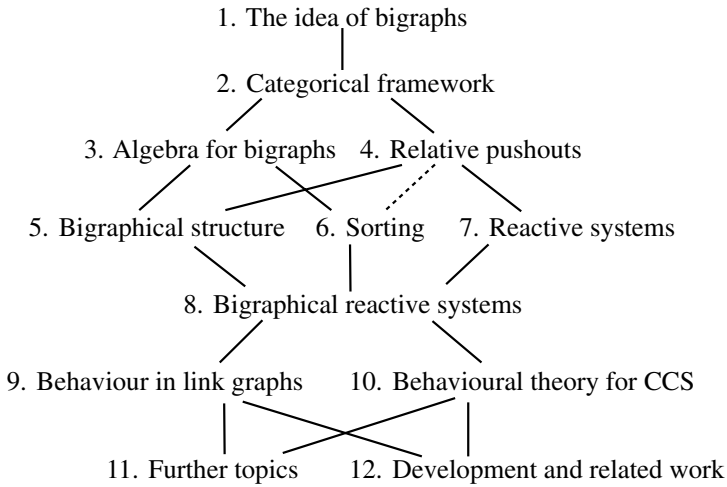 1. The idea of bigraphs
2. Categorical framework
3. Algebra for bigraphs 4. Relative pushouts
5. Bigraphical structure 6. Sorting 7. Reactive systems
8. Bigraphical reactive systems
9. Behaviour in link graphs 10. Behavioural theory for CCS
11. Further topics 12. Development and related work